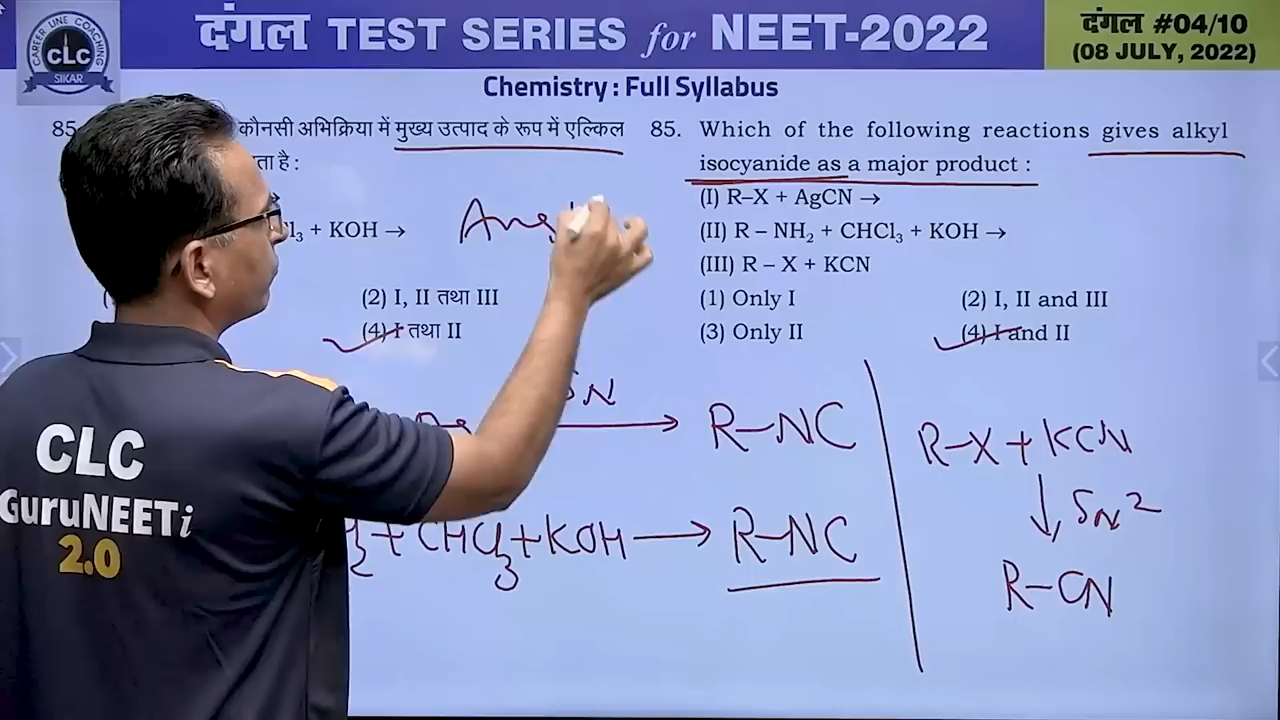 दंगल TEST SERIES for NEET-2022
दंगल #04/10
(08 JULY, 2022)
CAREER LINE COACHING
CLC
SIKAR
Chemistry : Full Syllabus
85
कौनसी अभिक्रिया में मुख्य उत्पाद के रूप में एल्किल
ता है :
Cl₃ + KOH →
(2) I, II तथा III
(4) I तथा II
85. Which of the following reactions gives alkyl
isocyanide as a major product :
(I) R–X + AgCN →
(II) R – NH₂ + CHCl₃ + KOH →
(III) R – X + KCN
(1) Only I
(2) I, II and III
(3) Only II
(4) I and II
Ans
R–NC
+ CHCl₃ + KOH → R–NC
R–X + KCN
↓ SN²
R–CN
CLC
GuruNEETi
2.0